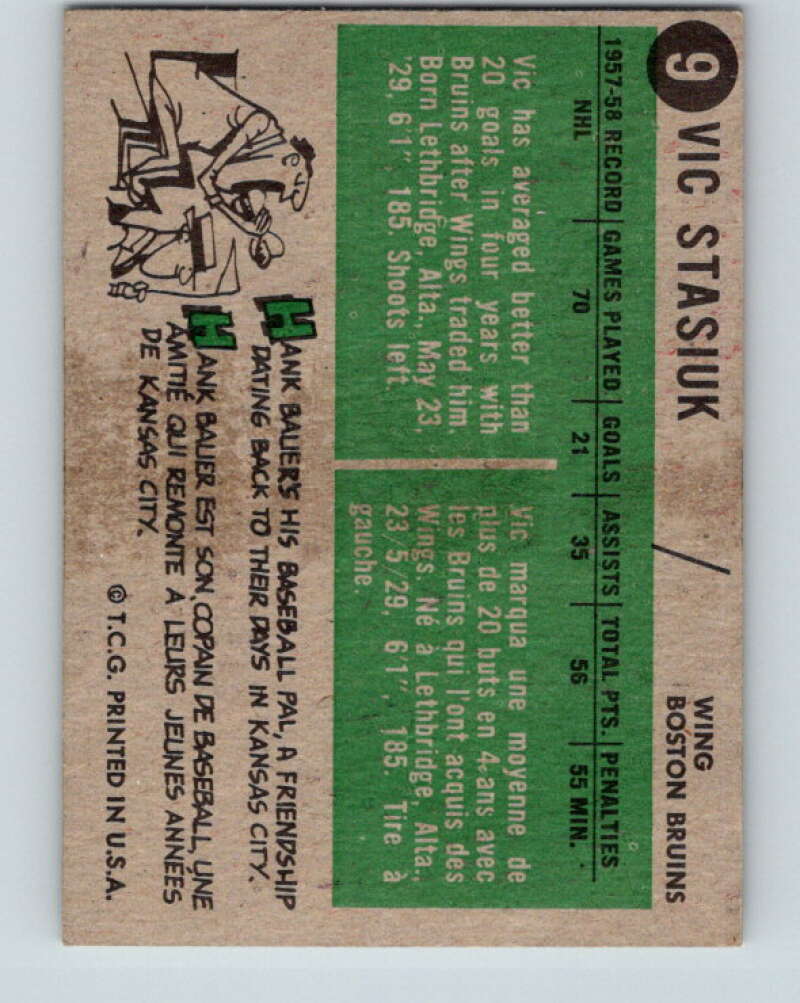 9 VIC STASIUK
WING
BOSTON BRUINS
1957-58 RECORD | GAMES PLAYED | GOALS | ASSISTS | TOTAL PTS. | PENALTIES
NHL 70 21 35 56 55 MIN.
Vic has averaged better than
20 goals in four years with
Bruins after Wings traded him.
Born Lethbridge, Alta., May 23,
'29, 6'1", 185. Shoots left.
Vic marqua une moyenne de
plus de 20 buts en 4 ans avec
les Bruins qui l'ont acquis des
Wings. Né à Lethbridge, Alta.,
23/5/29, 6'1", 185. Tire à
gauche.
HANK BAUER'S HIS BASEBALL PAL, A FRIENDSHIP
DATING BACK TO THEIR DAYS IN KANSAS CITY.
HANK BAUER EST SON COPAIN DE BASEBALL, UNE
AMITIÉ QUI REMONTE À LEURS JEUNES ANNÉES
DE KANSAS CITY.
© T.C.G. PRINTED IN U.S.A.